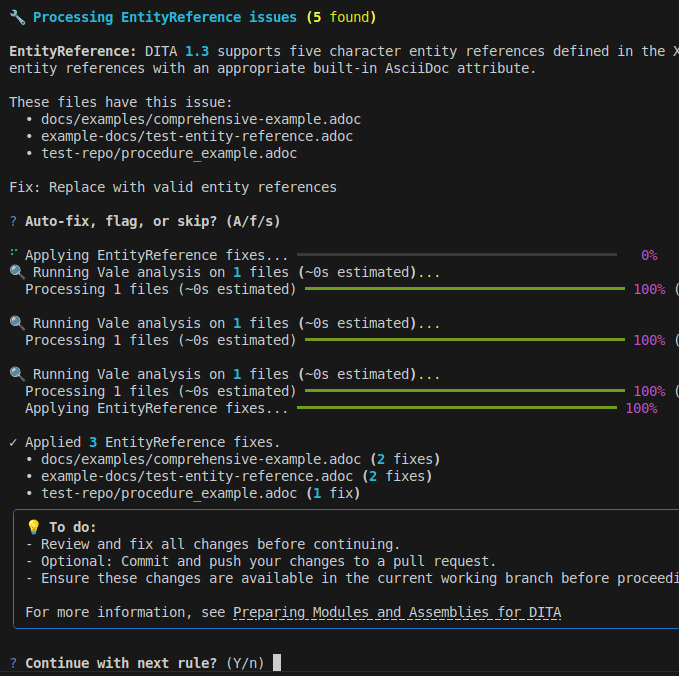 🔧 Processing EntityReference issues (5 found)
EntityReference: DITA 1.3 supports five character entity references defined in the X
entity references with an appropriate built-in AsciiDoc attribute.
These files have this issue:
• docs/examples/comprehensive-example.adoc
• example-docs/test-entity-reference.adoc
• test-repo/procedure_example.adoc
Fix: Replace with valid entity references
? Auto-fix, flag, or skip? (A/f/s)
Applying EntityReference fixes... 0%
🔍 Running Vale analysis on 1 files (~0s estimated)...
Processing 1 files (~0s estimated) 100% (
🔍 Running Vale analysis on 1 files (~0s estimated)...
Processing 1 files (~0s estimated) 100% (
🔍 Running Vale analysis on 1 files (~0s estimated)...
Processing 1 files (~0s estimated) 100% (
Applying EntityReference fixes... 100%
✓ Applied 3 EntityReference fixes.
• docs/examples/comprehensive-example.adoc (2 fixes)
• example-docs/test-entity-reference.adoc (2 fixes)
• test-repo/procedure_example.adoc (1 fix)
💡 To do:
- Review and fix all changes before continuing.
- Optional: Commit and push your changes to a pull request.
- Ensure these changes are available in the current working branch before proceedi
For more information, see Preparing Modules and Assemblies for DITA
? Continue with next rule? (Y/n)